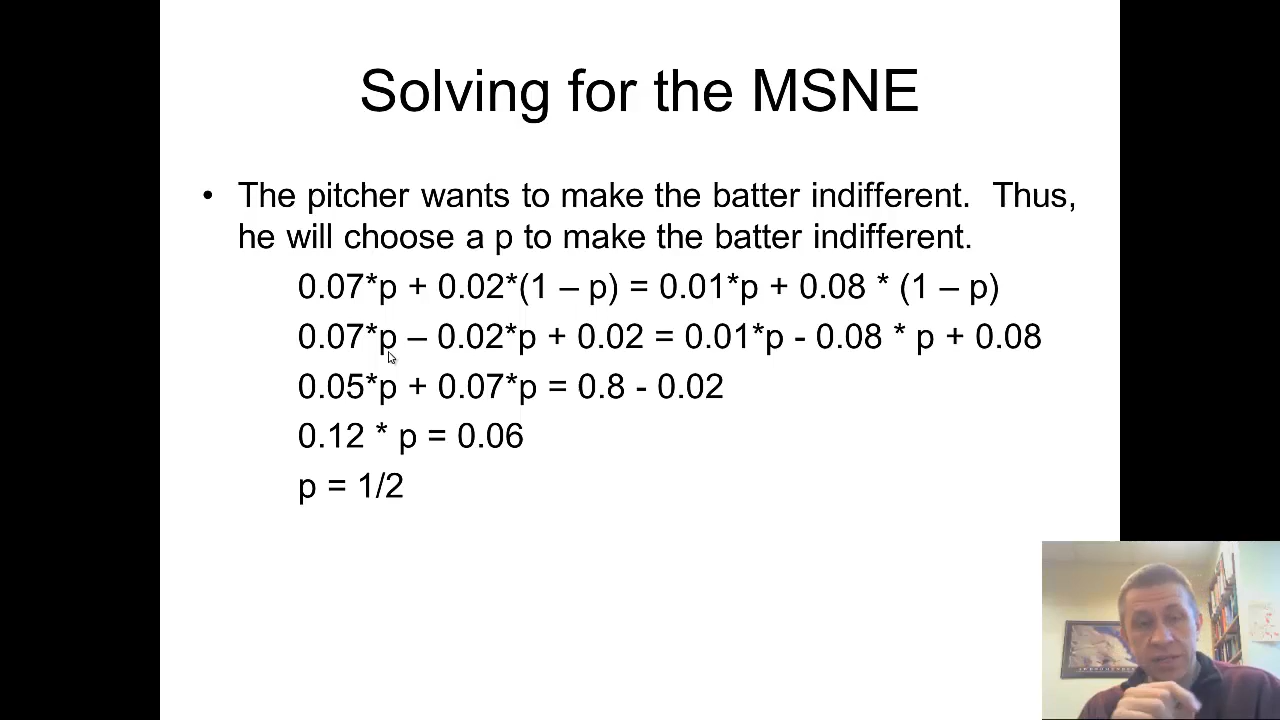 Solving for the MSNE
• The pitcher wants to make the batter indifferent. Thus,
he will choose a p to make the batter indifferent.
0.07*p + 0.02*(1 – p) = 0.01*p + 0.08 * (1 – p)
0.07*p – 0.02*p + 0.02 = 0.01*p - 0.08 * p + 0.08
0.05*p + 0.07*p = 0.8 - 0.02
0.12 * p = 0.06
p = 1/2